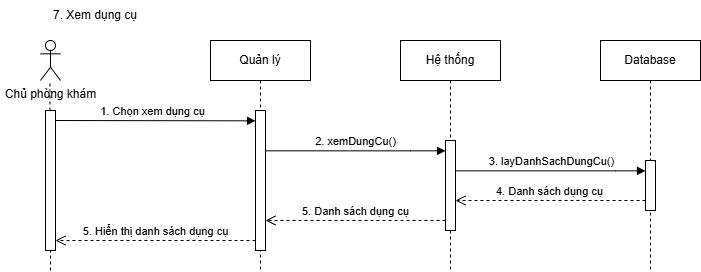 7. Xem dụng cụ
Quản lý
Hệ thống
Database
Chủ phòng khám
1. Chọn xem dụng cụ
2. xemDungCu()
3. layDanhSachDungCu()
4. Danh sách dụng cụ
5. Danh sách dụng cụ
5. Hiển thị danh sách dụng cụ